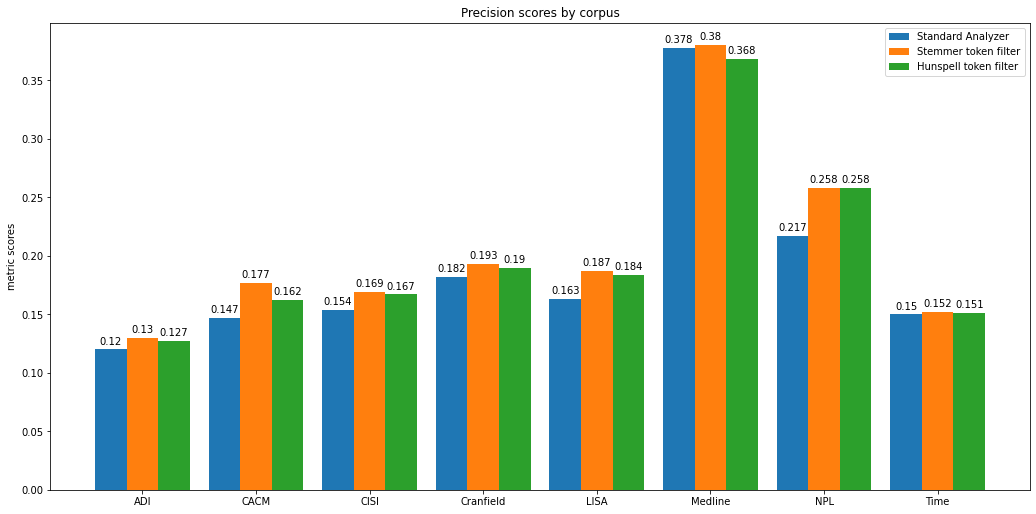 Precision scores by corpus
Standard Analyzer
Stemmer token filter
Hunspell token filter
metric scores
0.35
0.30
0.25
0.20
0.15
0.10
0.05
0.00
0.12
0.13
0.127
0.147
0.177
0.162
0.154
0.169
0.167
0.182
0.193
0.19
0.163
0.187
0.184
0.378
0.38
0.368
0.217
0.258
0.258
0.15
0.152
0.151
ADI
CACM
CISI
Cranfield
LISA
Medline
NPL
Time